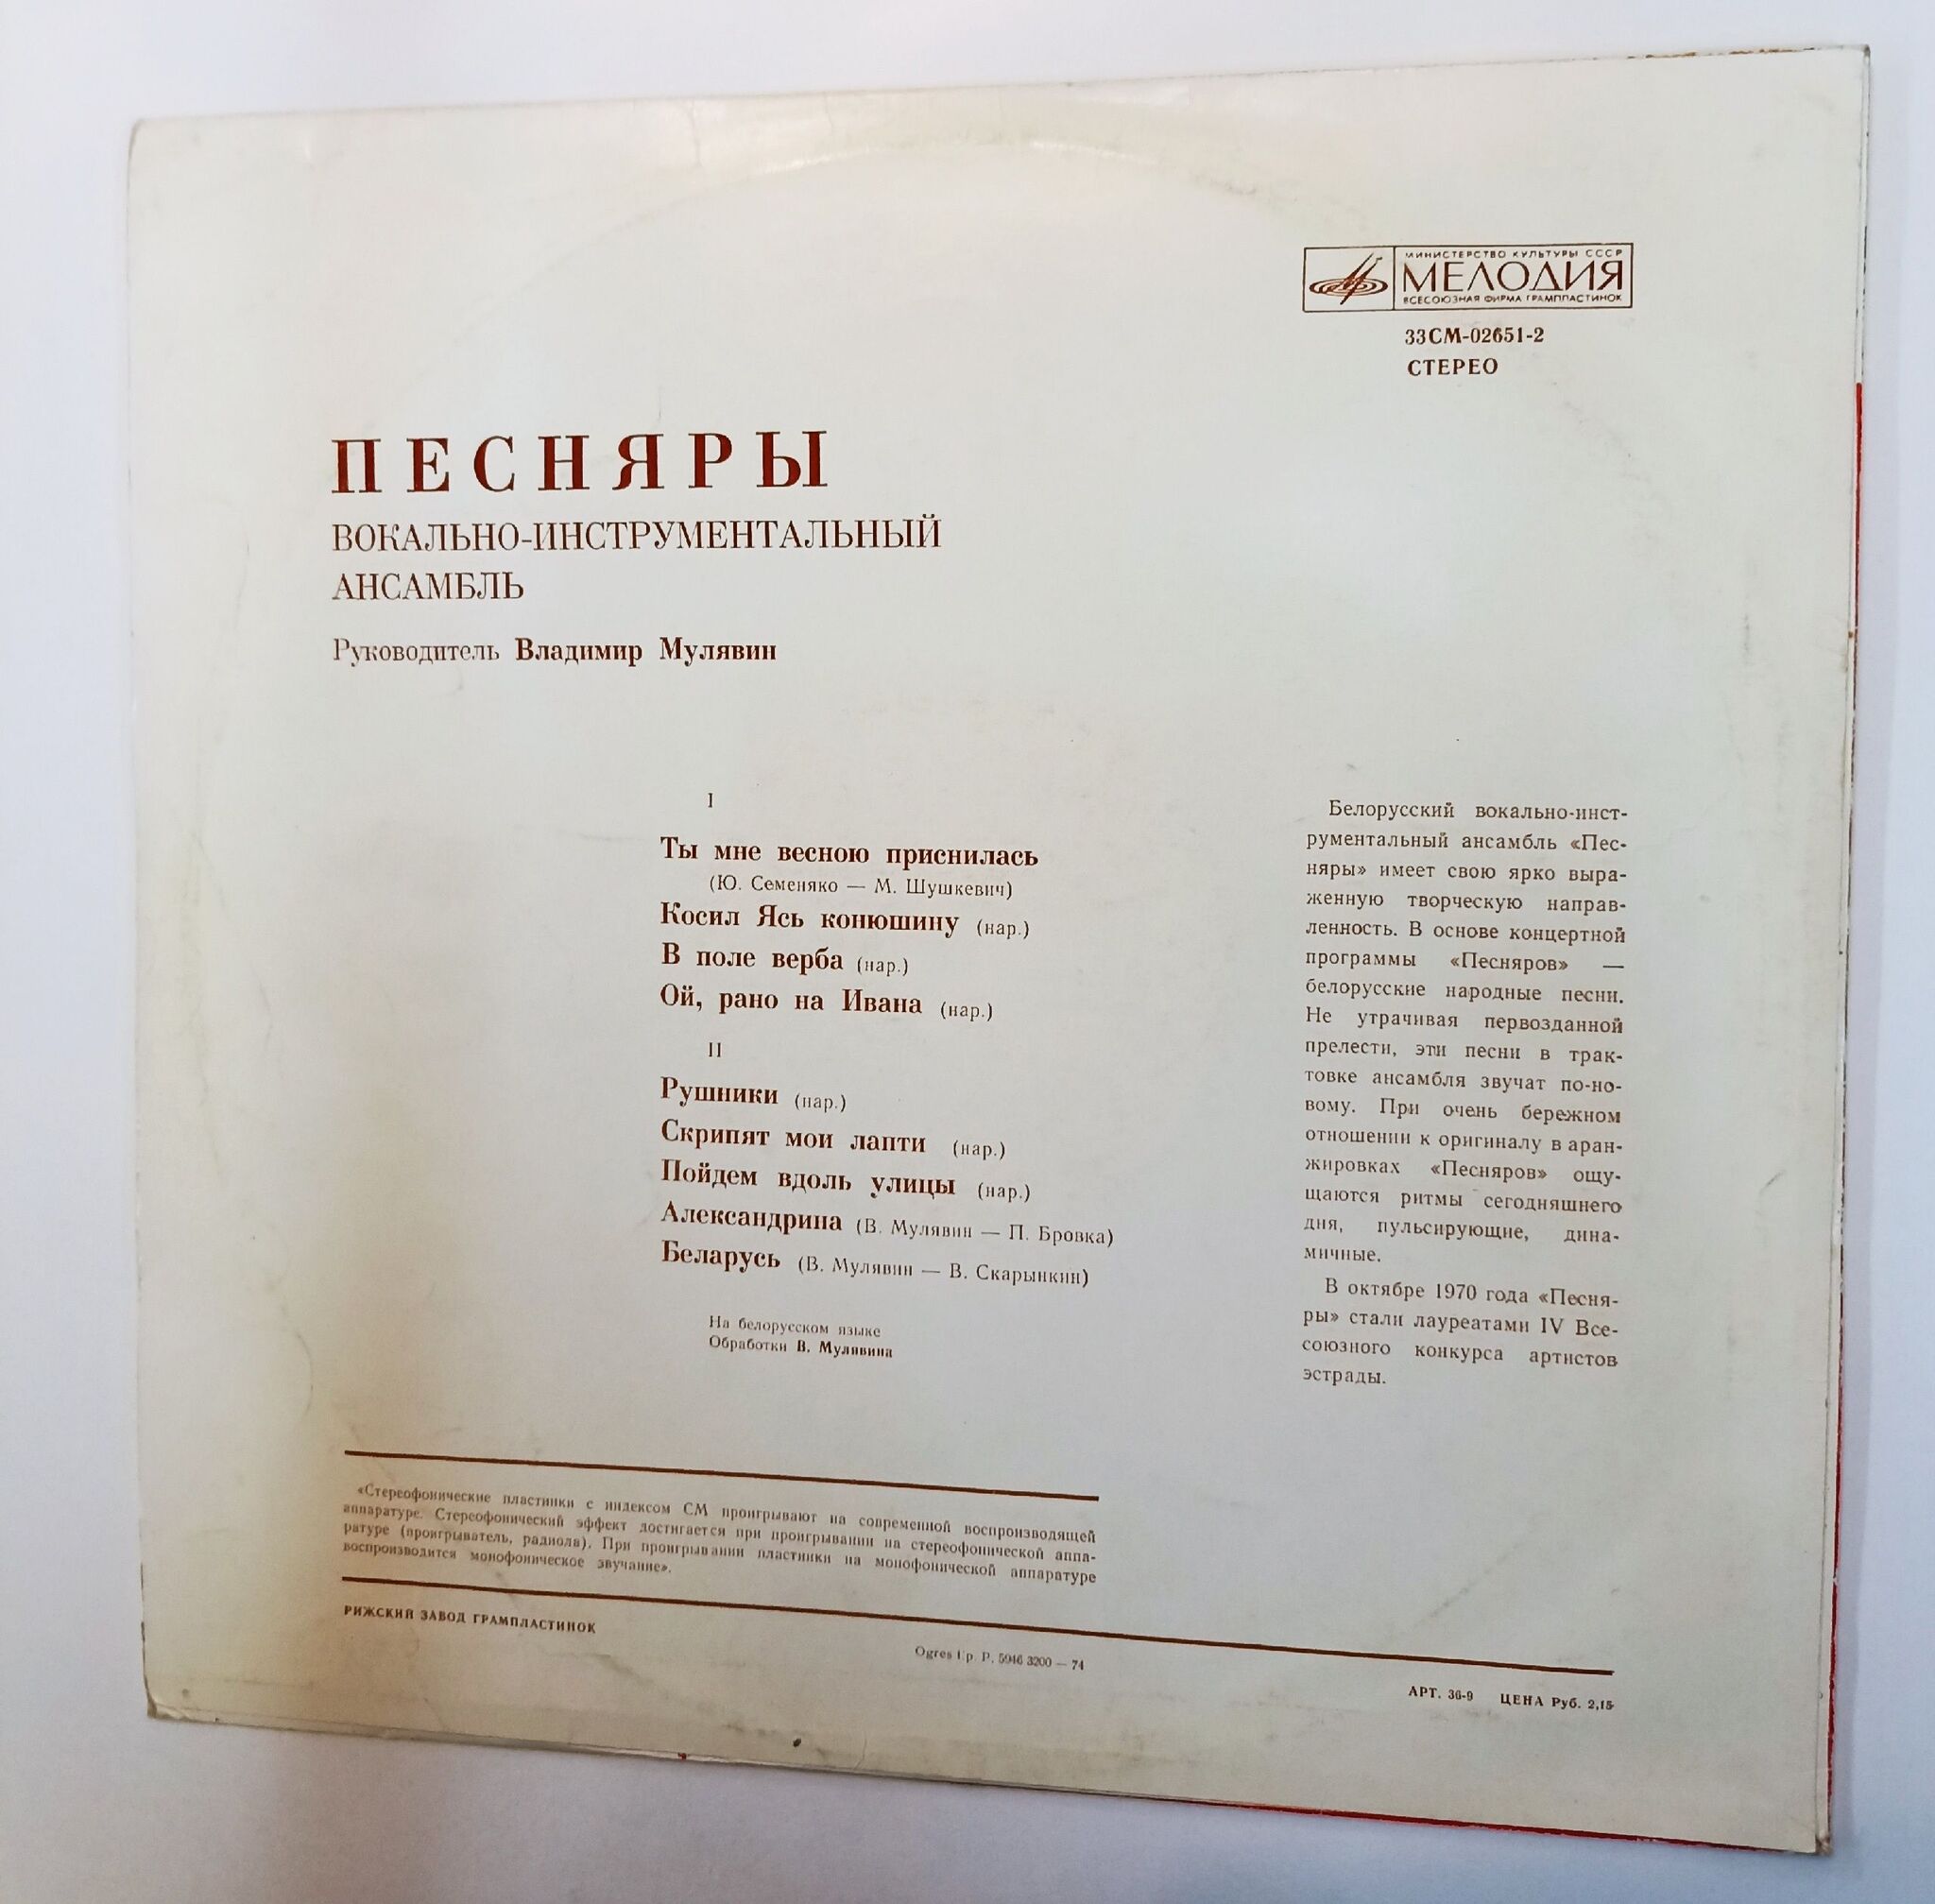 МИНИСТЕРСТВО КУЛЬТУРЫ СССР
МЕЛОДИЯ
ВСЕСОЮЗНАЯ ФИРМА ГРАМПЛАСТИНОК
33СМ-02651-2
СТЕРЕО
ПЕСНЯРЫ
ВОКАЛЬНО-ИНСТРУМЕНТАЛЬНЫЙ
АНСАМБЛЬ
Руководитель Владимир Мулявин
I
Ты мне весною приснилась
(Ю. Семеняко — М. Шушкевич)
Косил Ясь конюшину (нар.)
В поле верба (нар.)
Ой, рано на Ивана (нар.)
II
Рушники (нар.)
Скрипят мои лапти (нар.)
Пойдем вдоль улицы (нар.)
Александрина (В. Мулявин — П. Бровка)
Беларусь (В. Мулявин — В. Скарынкин)
На белорусском языке
Обработки В. Мулявина
Белорусский вокально-инст-
рументальный ансамбль «Пес-
няры» имеет свою ярко выра-
женную творческую направ-
ленность. В основе концертной
программы «Песняров» —
белорусские народные песни.
Не утрачивая первозданной
прелести, эти песни в трак-
товке ансамбля звучат по-но-
вому. При очень бережном
отношении к оригиналу в аран-
жировках «Песняров» ощу-
щаются ритмы сегодняшнего
дня, пульсирующие, дина-
мичные.
В октябре 1970 года «Песня-
ры» стали лауреатами IV Все-
союзного конкурса артистов
эстрады.
«Стереофонические пластинки с индексом СМ проигрывают на современной воспроизводящей
аппаратуре. Стереофонический эффект достигается при проигрывании на стереофонической аппа-
ратуре (проигрыватель, радиола). При проигрывании пластинки на монофонической аппаратуре
воспроизводится монофоническое звучание».
РИЖСКИЙ ЗАВОД ГРАМПЛАСТИНОК
Ogres P. 5946 3200 — 74
АРТ. 36-9 ЦЕНА Руб. 2,15